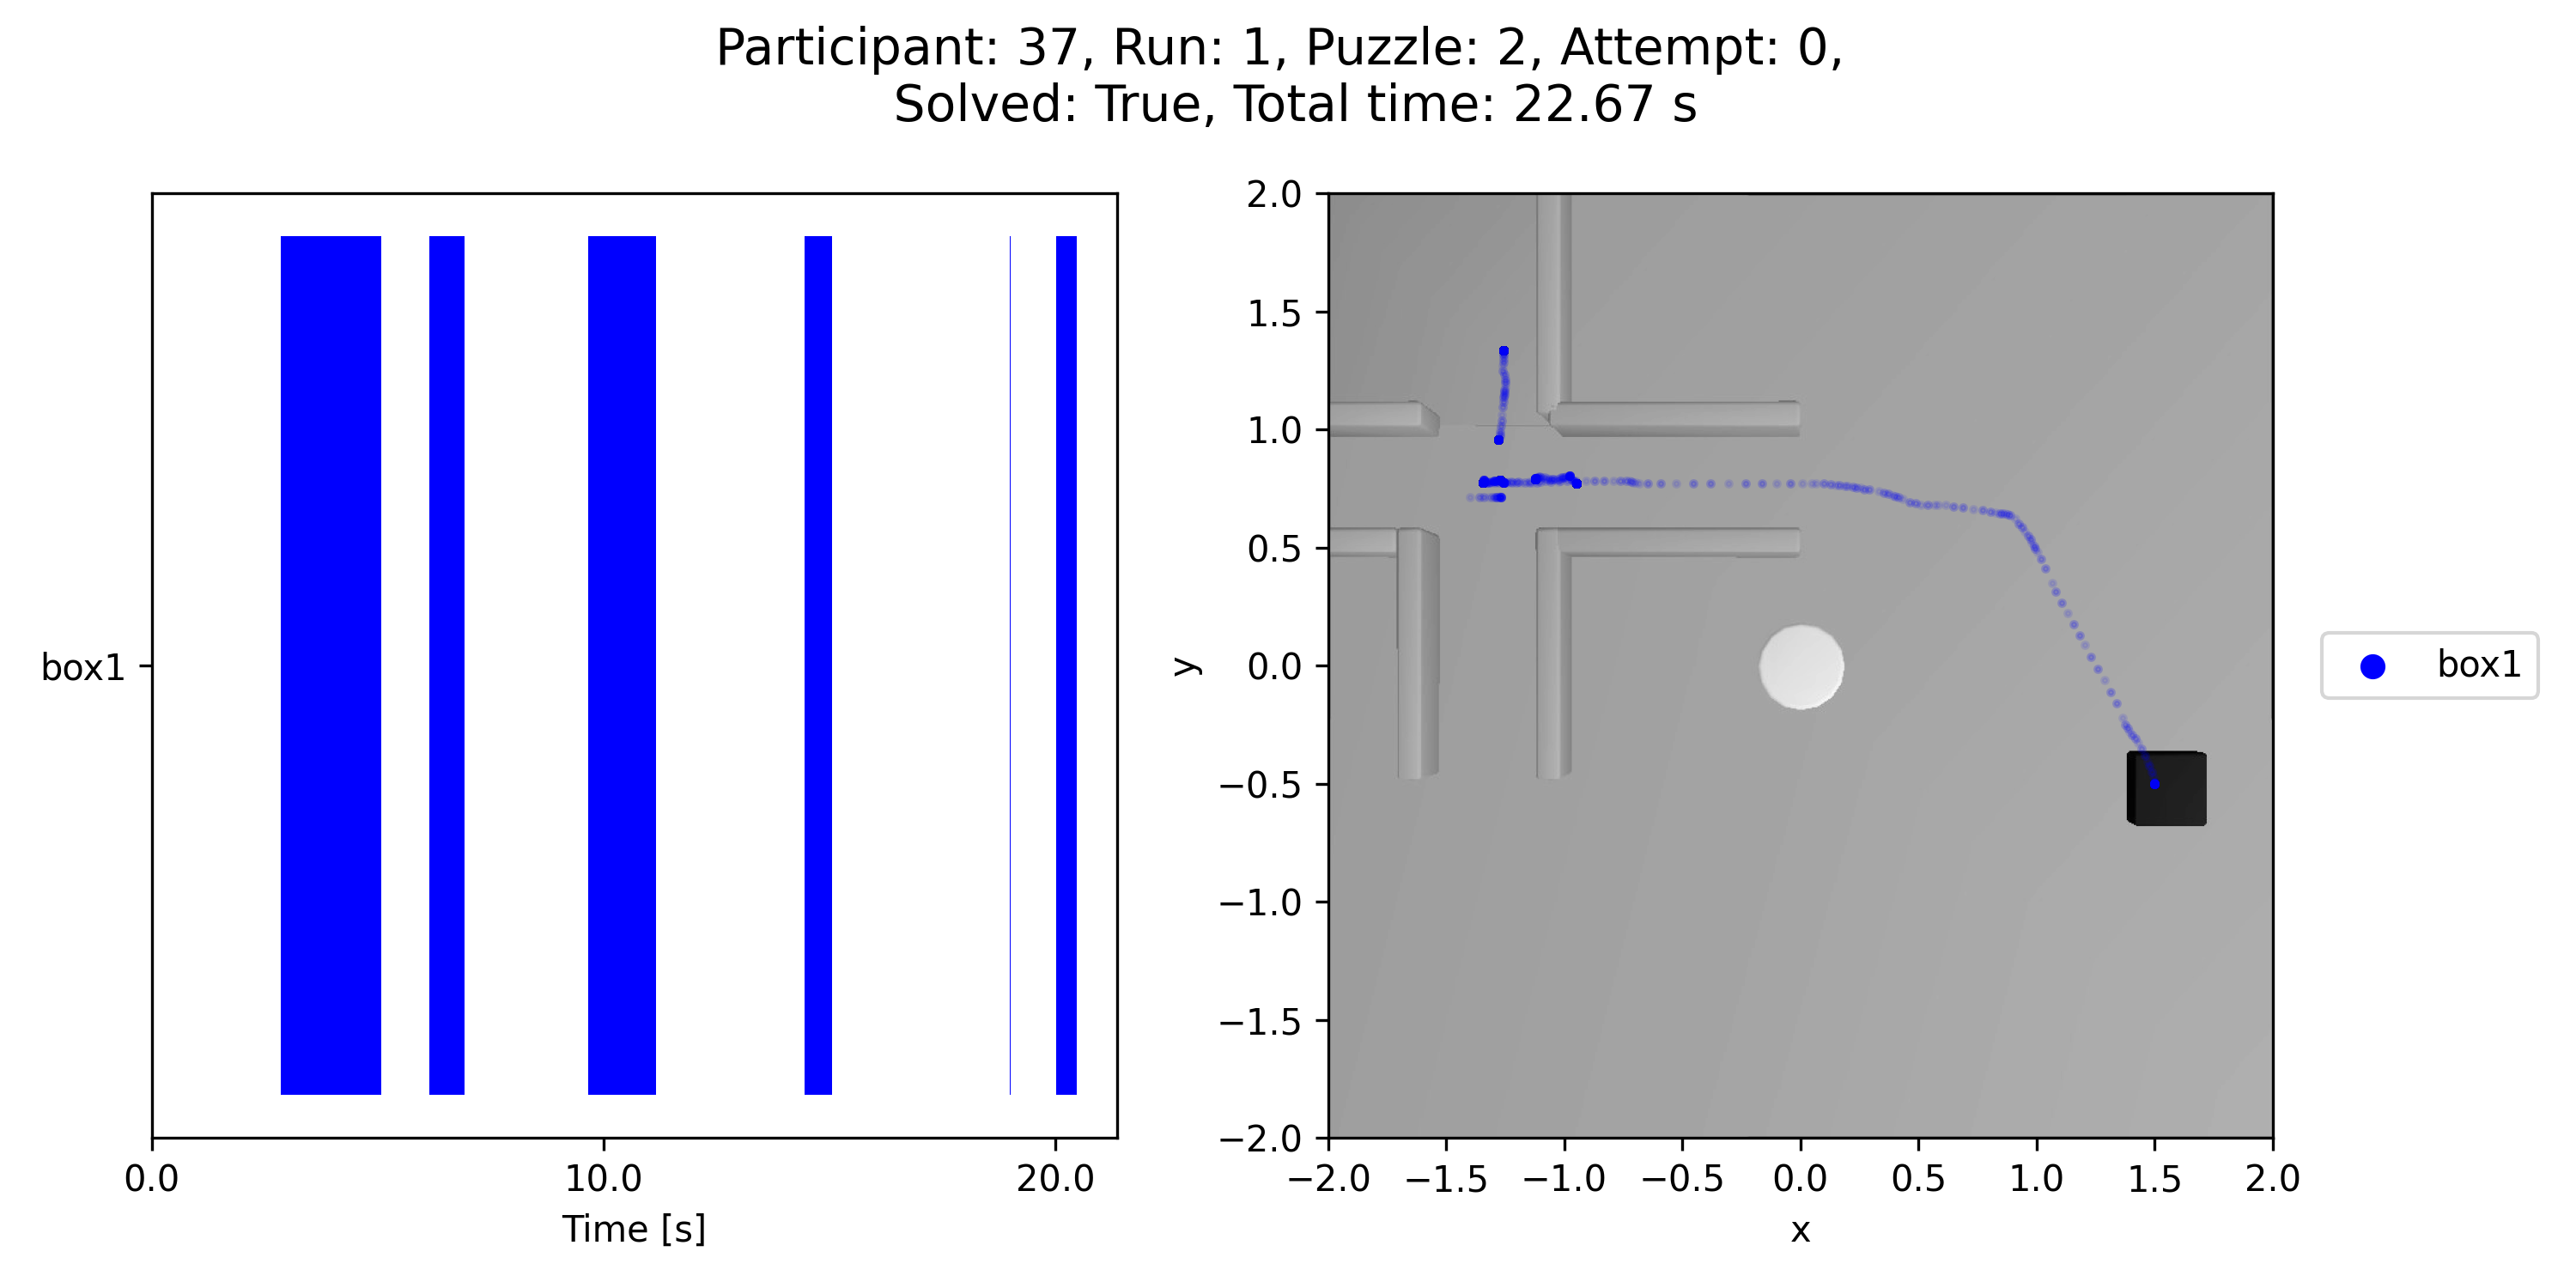 Participant: 37, Run: 1, Puzzle: 2, Attempt: 0,
Solved: True, Total time: 22.67 s
box1
0.0 10.0 20.0
Time [s]
y
2.0
1.5
1.0
0.5
0.0
−0.5
−1.0
−1.5
−2.0
−2.0 −1.5 −1.0 −0.5 0.0 0.5 1.0 1.5 2.0
x
box1